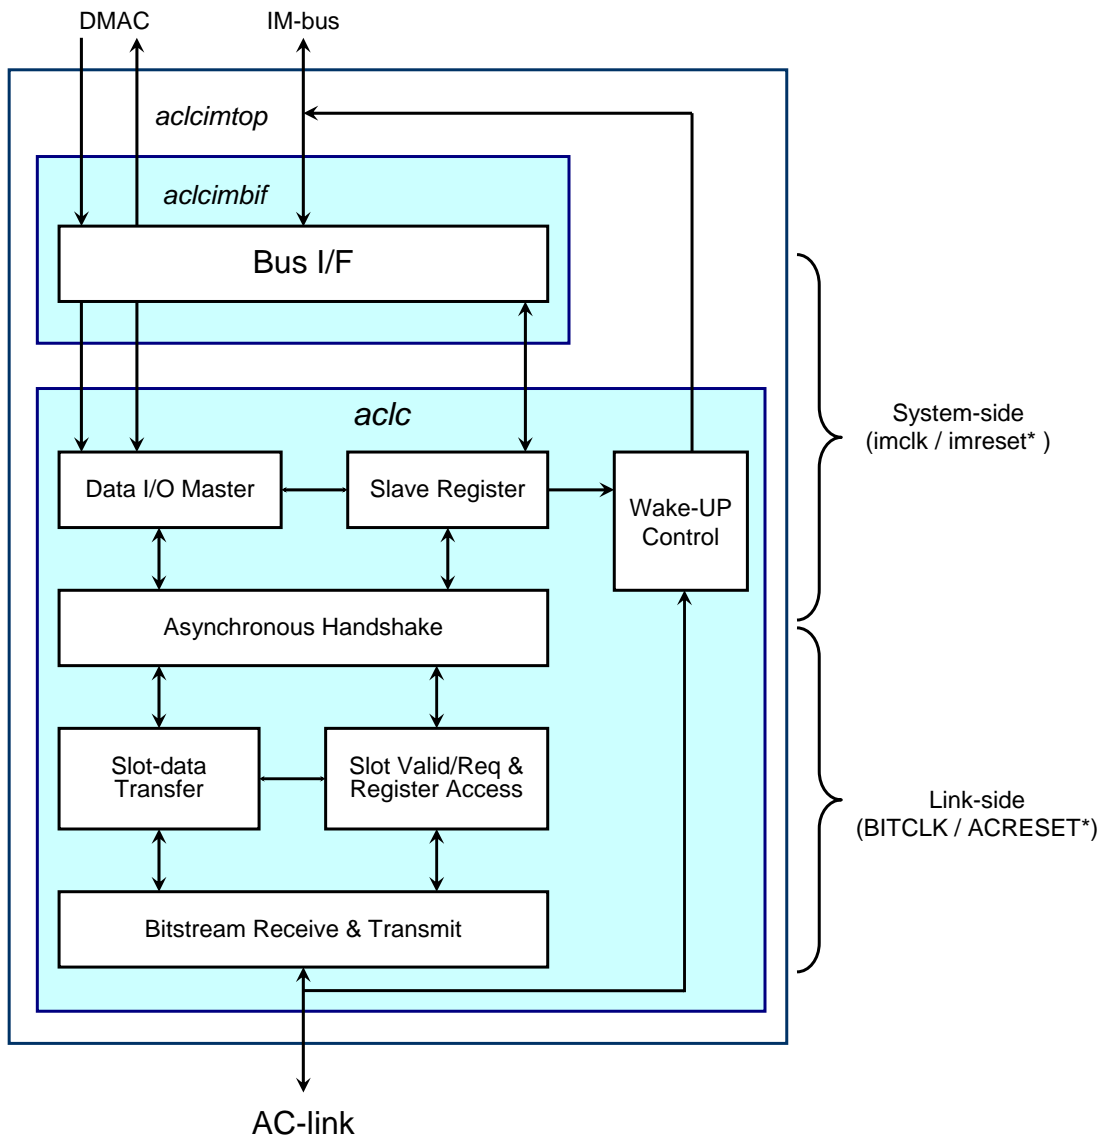 DMAC
IM-bus
aclcimtop
aclcimbif
Bus I/F
aclc
Data I/O Master
Slave Register
Wake-UP
Control
System-side
(imclk / imreset* )
Asynchronous Handshake
Slot-data
Transfer
Slot Valid/Req &
Register Access
Link-side
(BITCLK / ACRESET*)
Bitstream Receive & Transmit
AC-link